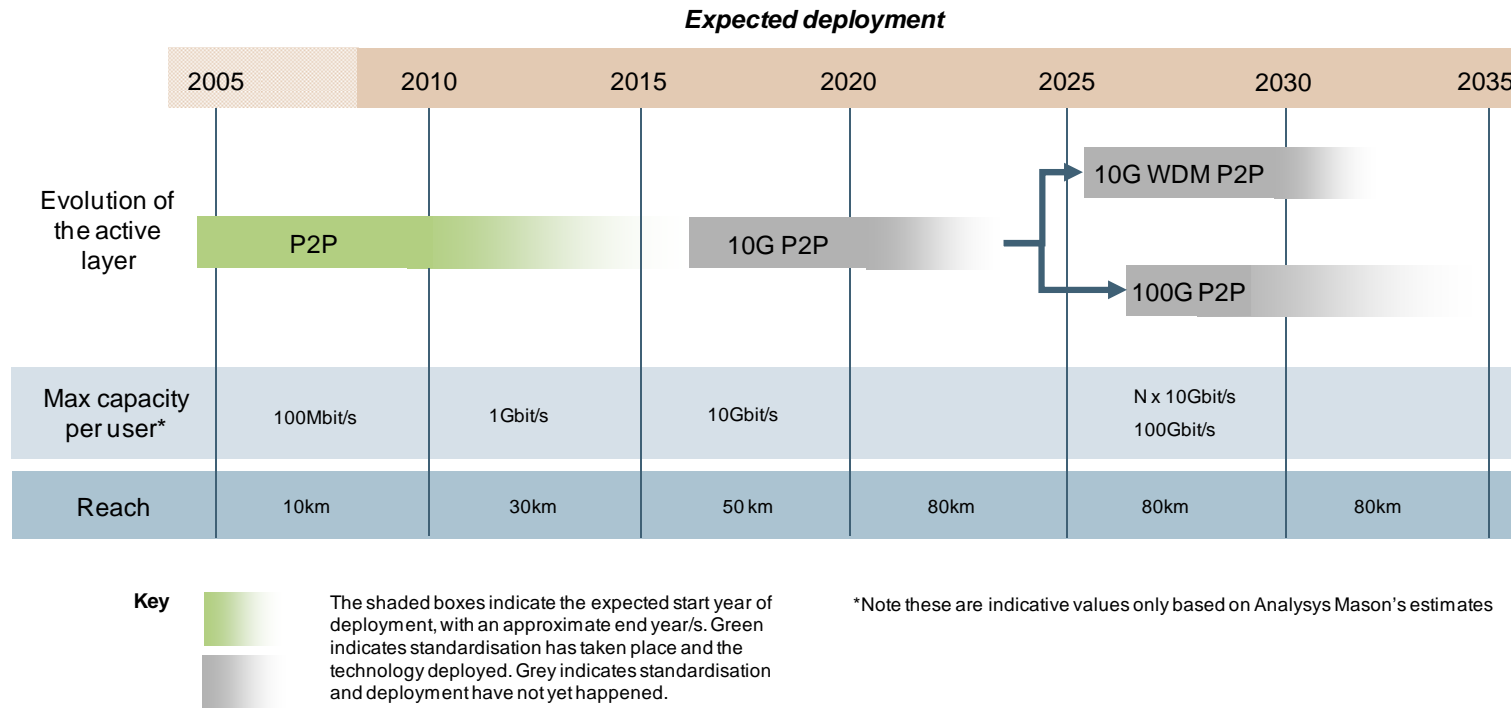 Expected deployment
2005 2010 2015 2020 2025 2030 2035
Evolution of
the active
layer
P2P
10G P2P
10G WDM P2P
100G P2P
Max capacity
per user*
100Mbit/s
1Gbit/s
10Gbit/s
N x 10Gbit/s
100Gbit/s
Reach
10km
30km
50 km
80km
80km
80km
Key
The shaded boxes indicate the expected start year of
deployment, with an approximate end year/s. Green
indicates standardisation has taken place and the
technology deployed. Grey indicates standardisation
and deployment have not yet happened.
*Note these are indicative values only based on Analysys Mason’s estimates